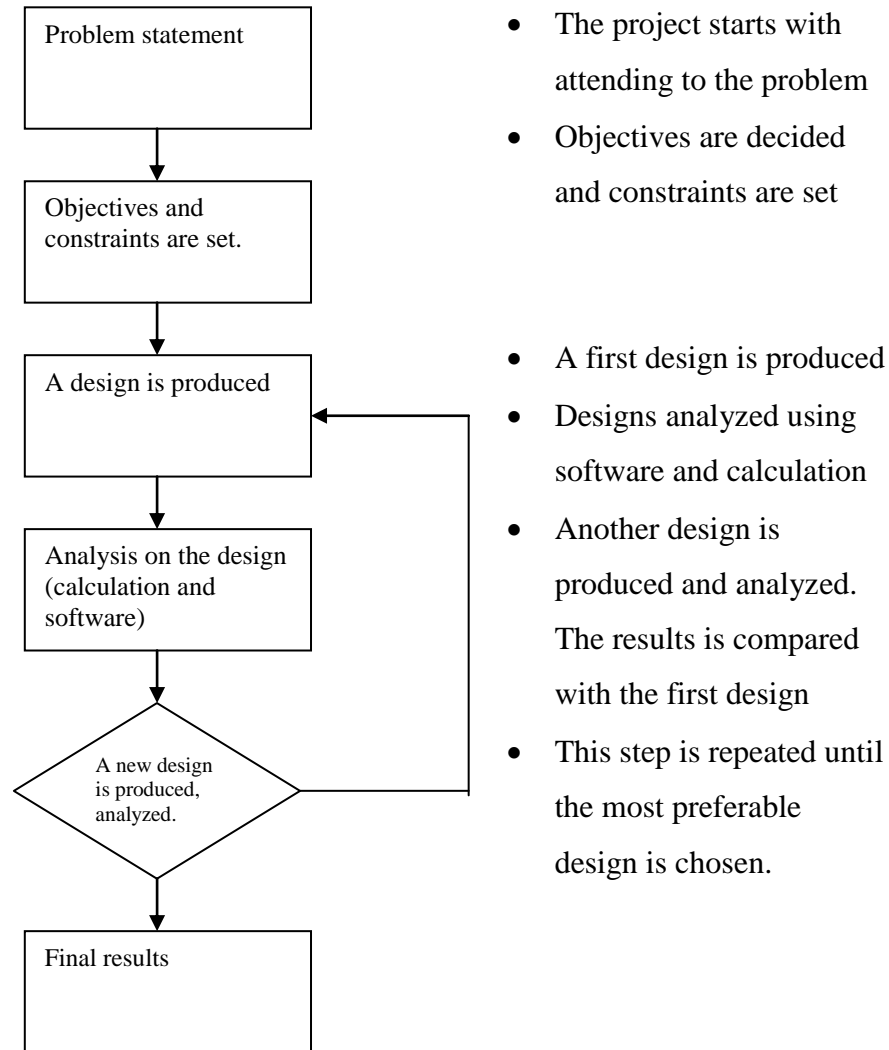 Problem statement
Objectives and
constraints are set.
A design is produced
Analysis on the design
(calculation and
software)
A new design
is produced,
analyzed.
Final results
• The project starts with
attending to the problem
• Objectives are decided
and constraints are set
• A first design is produced
• Designs analyzed using
software and calculation
• Another design is
produced and analyzed.
The results is compared
with the first design
• This step is repeated until
the most preferable
design is chosen.